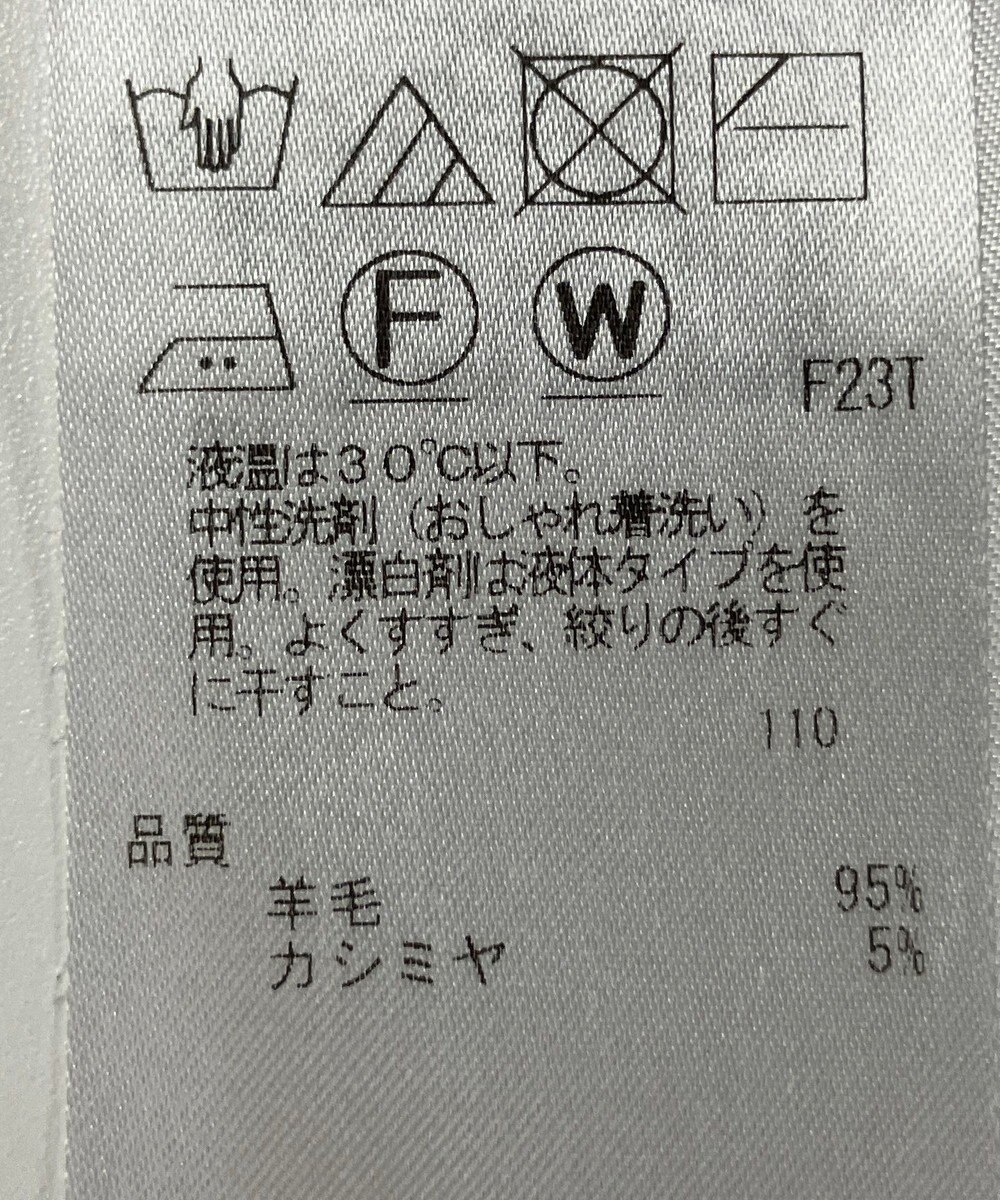 F
W
F23T
液温は30℃以下。
中性洗剤（おしゃれ着洗い）を
使用。漂白剤は液体タイプを使
用。よくすすぎ、絞りの後すぐ
に干すこと。
110
品質
羊毛 95%
カシミヤ 5%